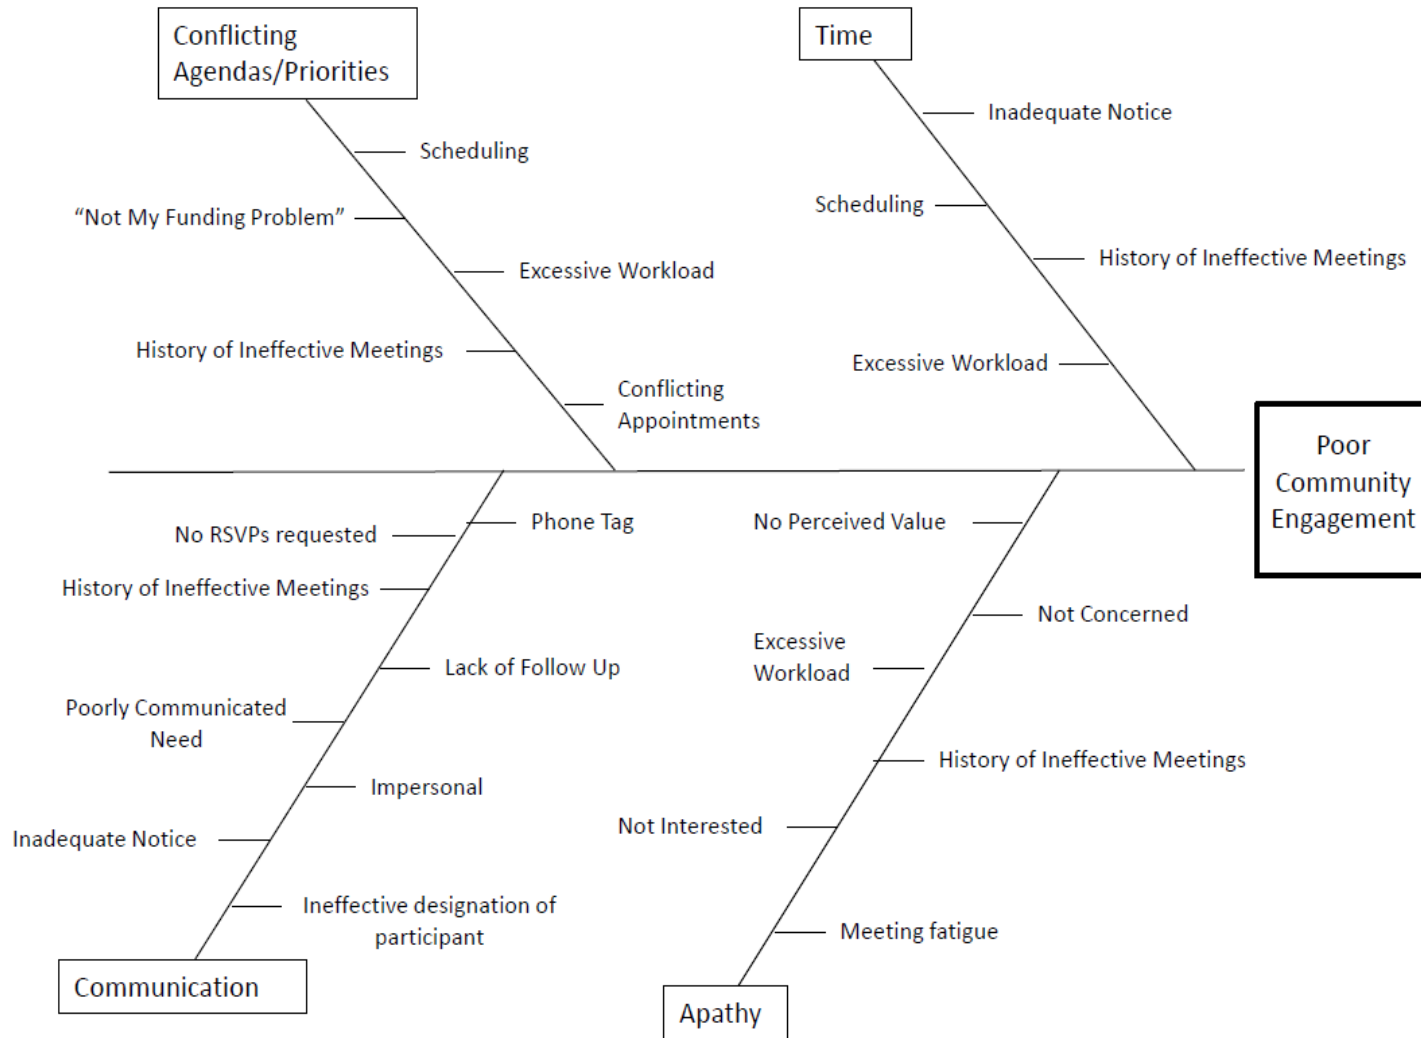 Conflicting
Agendas/Priorities
Time
Scheduling
“Not My Funding Problem”
Excessive Workload
History of Ineffective Meetings
Conflicting
Appointments
Inadequate Notice
Scheduling
History of Ineffective Meetings
Excessive Workload
Poor
Community
Engagement
Phone Tag
No RSVPs requested
History of Ineffective Meetings
Lack of Follow Up
Poorly Communicated
Need
Impersonal
Inadequate Notice
Ineffective designation of
participant
Communication
No Perceived Value
Not Concerned
Excessive
Workload
History of Ineffective Meetings
Not Interested
Meeting fatigue
Apathy